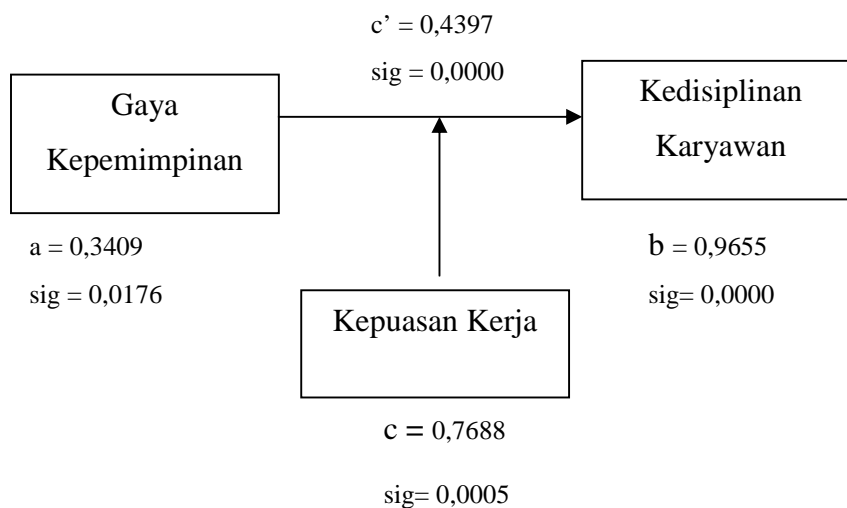 c’ = 0,4397
sig = 0,0000
Gaya
Kepemimpinan
Kedisiplinan
Karyawan
a = 0,3409
sig = 0,0176
b = 0,9655
sig= 0,0000
Kepuasan Kerja
c = 0,7688
sig= 0,0005